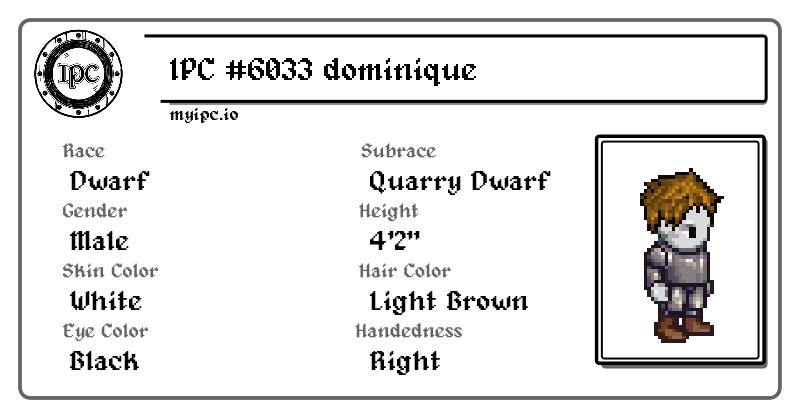 IPC
IPC #6033 dominique
myipc.io
Race
Dwarf
Subrace
Quarry Dwarf
Gender
Male
Height
4'2"
Skin Color
White
Hair Color
Light Brown
Eye Color
Black
Handedness
Right